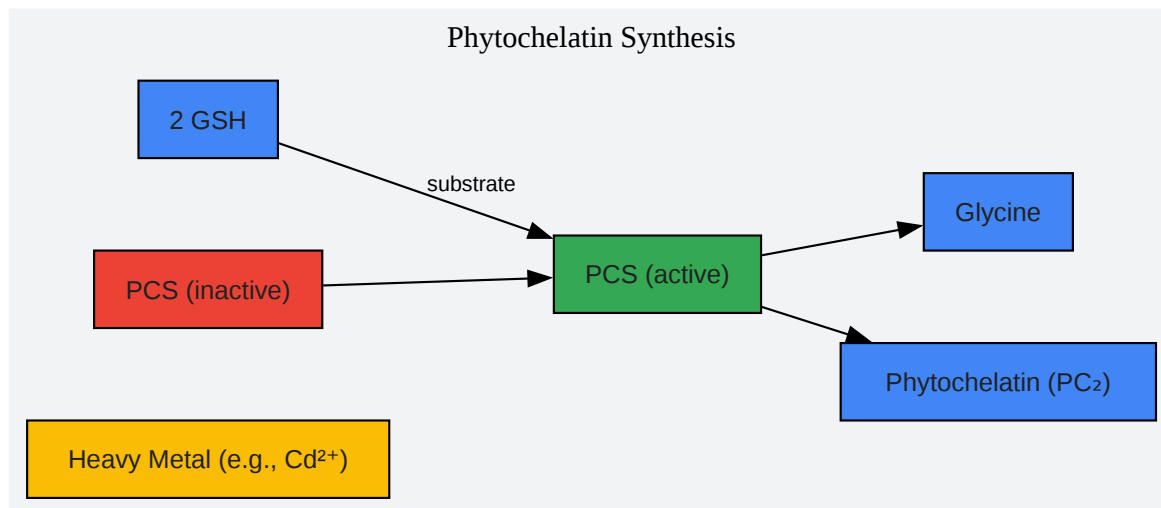 Phytochelatin Synthesis
2 GSH
substrate
Glycine
PCS (active)
PCS (inactive)
Phytochelatin (PC₂)
Heavy Metal (e.g., Cd²⁺)